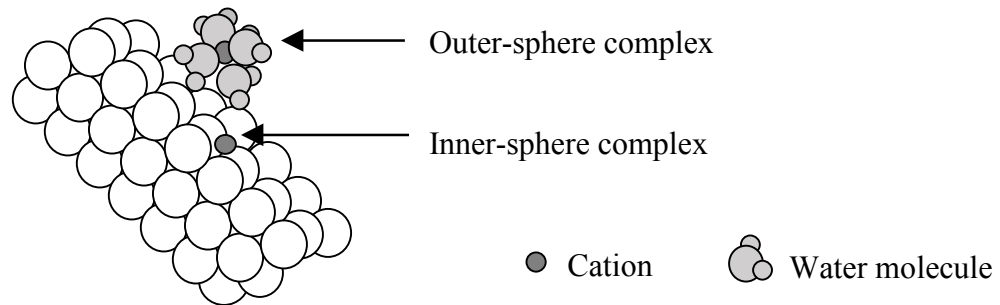 Outer-sphere complex
Inner-sphere complex
Cation
Water molecule